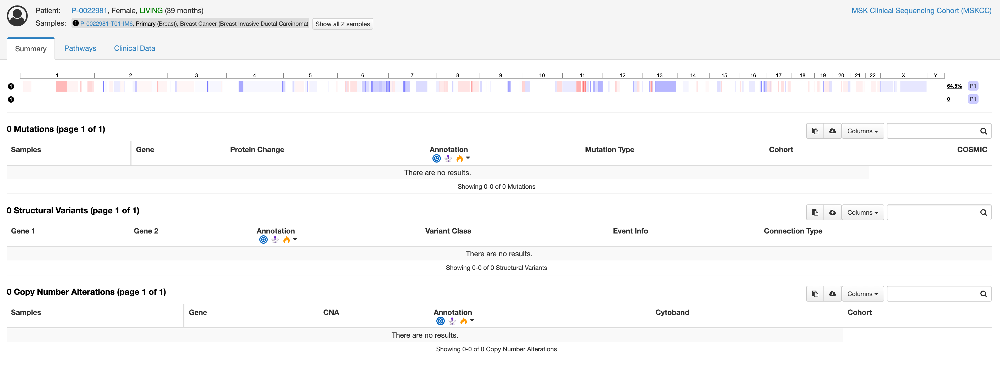 Patient: P-0022981, Female, LIVING (39 months)
MSK Clinical Sequencing Cohort (MSKCC)
Samples: 1 P-0022981-T01-IM6, Primary (Breast), Breast Cancer (Breast Invasive Ductal Carcinoma) Show all 2 samples
Summary Pathways Clinical Data
1 2 3 4 5 6 7 8 9 10 11 12 13 14 15 16 17 18 19 20 21 22 X Y
1 64.5% P1
1 0 P1
0 Mutations (page 1 of 1)
Columns
Samples Gene Protein Change Annotation Mutation Type Cohort COSMIC
There are no results.
Showing 0-0 of 0 Mutations
0 Structural Variants (page 1 of 1)
Columns
Gene 1 Gene 2 Annotation Variant Class Event Info Connection Type
There are no results.
Showing 0-0 of 0 Structural Variants
0 Copy Number Alterations (page 1 of 1)
Columns
Samples Gene CNA Annotation Cytoband Cohort
There are no results.
Showing 0-0 of 0 Copy Number Alterations